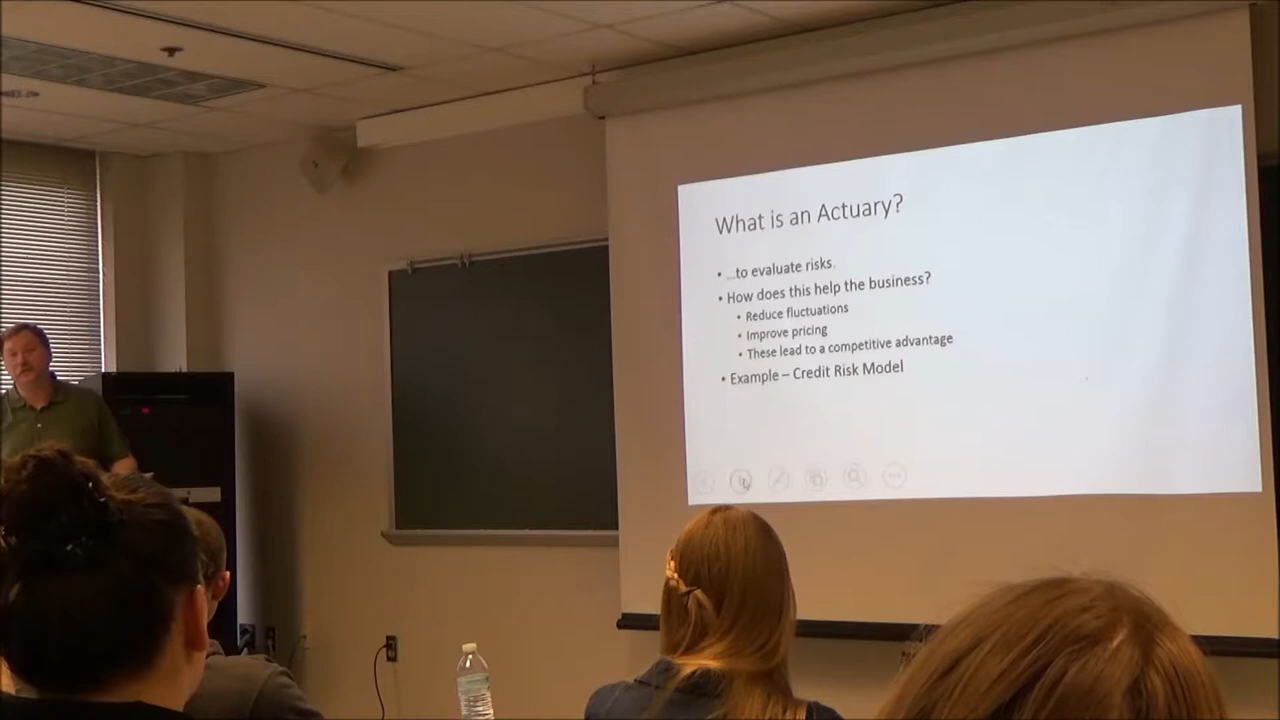 What is an Actuary?
• ...to evaluate risks.
• How does this help the business?
• Reduce fluctuations
• Improve pricing
• These lead to a competitive advantage
• Example – Credit Risk Model